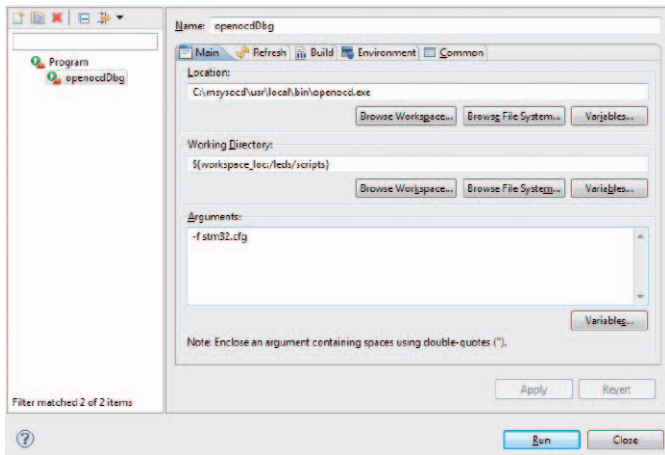 Name: openocdDbg
Program
openocdDbg
Main Refresh Build Environment Common
Location:
C:\msysocd\usr\local\bin\openocd.exe
Browse Workspace... Browse File System... Variables...
Working Directory:
${workspace_loc:/leds/scripts}
Browse Workspace... Browse File System... Variables...
Arguments:
-f stm32.cfg
Variables...
Note: Enclose an argument containing spaces using double-quotes (").
Apply Revert
Filter matched 2 of 2 items
? Run Close